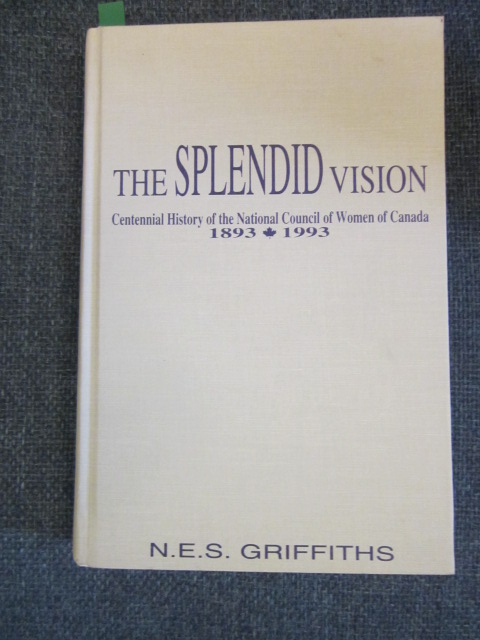 THE SPLENDID VISION
Centennial History of the National Council of Women of Canada
1893 🍁 1993
N.E.S. GRIFFITHS